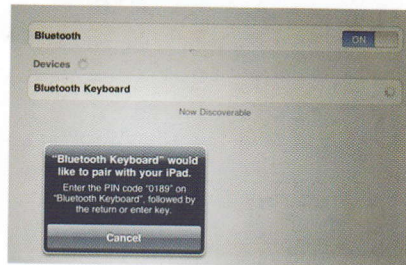 Bluetooth
ON
Devices
Bluetooth Keyboard
Now Discoverable
"Bluetooth Keyboard" would
like to pair with your iPad.
Enter the PIN code "0189" on
"Bluetooth Keyboard", followed by
the return or enter key.
Cancel